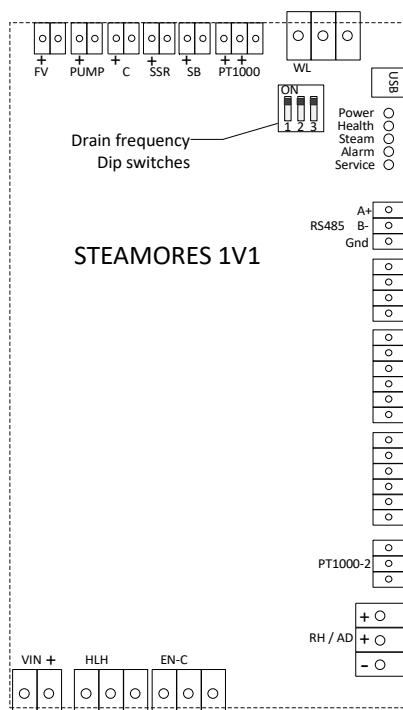 + + + + + + +
FV PUMP C SSR SB PT1000
WL
USB
ON
1 2 3
Drain frequency
Dip switches
Power
Health
Steam
Alarm
Service
A+
RS485 B-
Gnd
STEAMORES 1V1
PT1000-2
+
RH / AD +
-
VIN + HLH EN-C